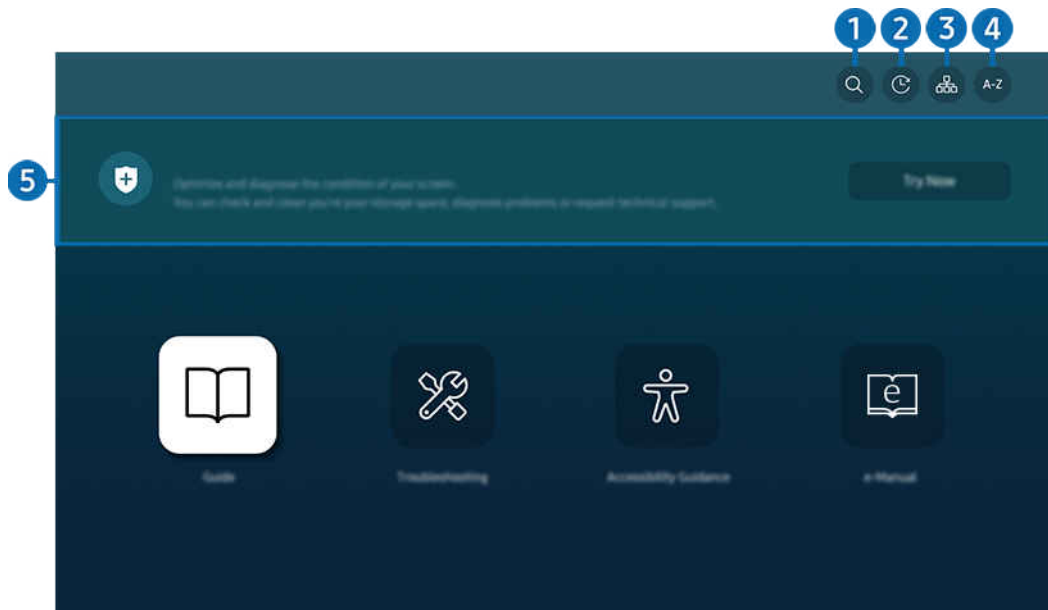 1 2 3 4
A-Z
5
Optimize and diagnose the condition of your screen.
You can check and clean you're your storage space, diagnose problems or request technical support.
Try Now
e
Guide
Troubleshooting
Accessibility Guidance
e-Manual